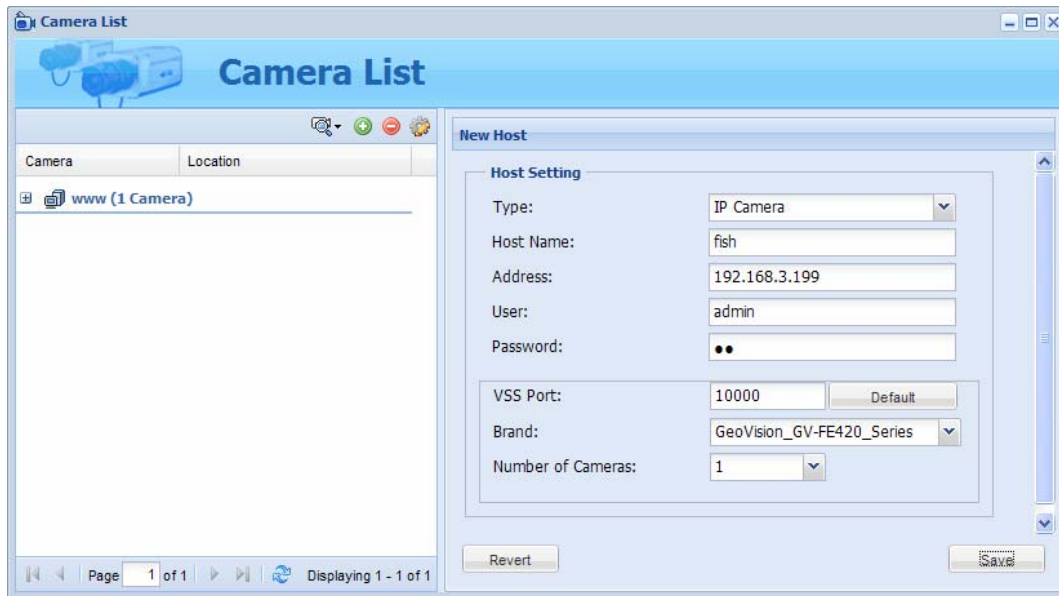 Camera List
Camera List
Camera Location
www (1 Camera)
Page 1 of 1 Displaying 1 - 1 of 1
New Host
Host Setting
Type: IP Camera
Host Name: fish
Address: 192.168.3.199
User: admin
Password: ●●
VSS Port: 10000 Default
Brand: GeoVision_GV-FE420_Series
Number of Cameras: 1
Revert Save